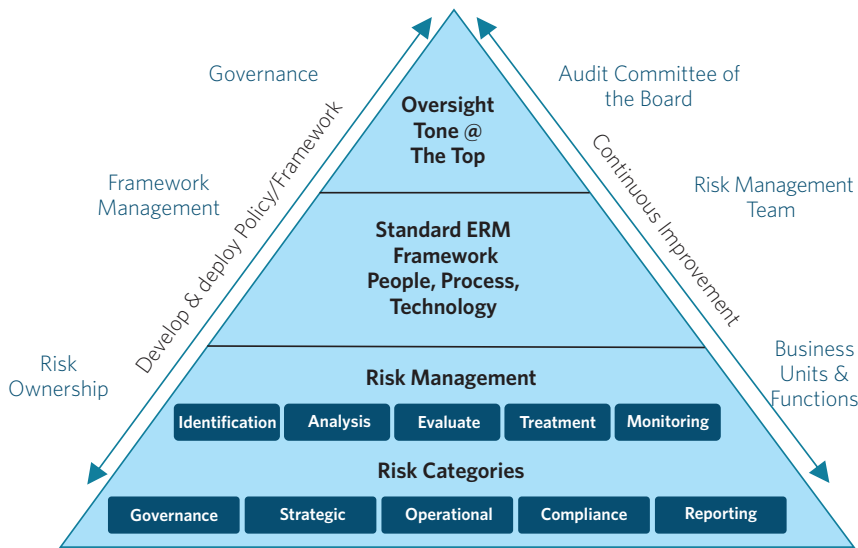 Governance
Audit Committee of
the Board
Oversight
Tone @
The Top
Framework
Management
Risk Management
Team
Develop & deploy Policy/Framework
Continuous Improvement
Standard ERM
Framework
People, Process,
Technology
Risk
Ownership
Business
Units &
Functions
Risk Management
Identification
Analysis
Evaluate
Treatment
Monitoring
Risk Categories
Governance
Strategic
Operational
Compliance
Reporting